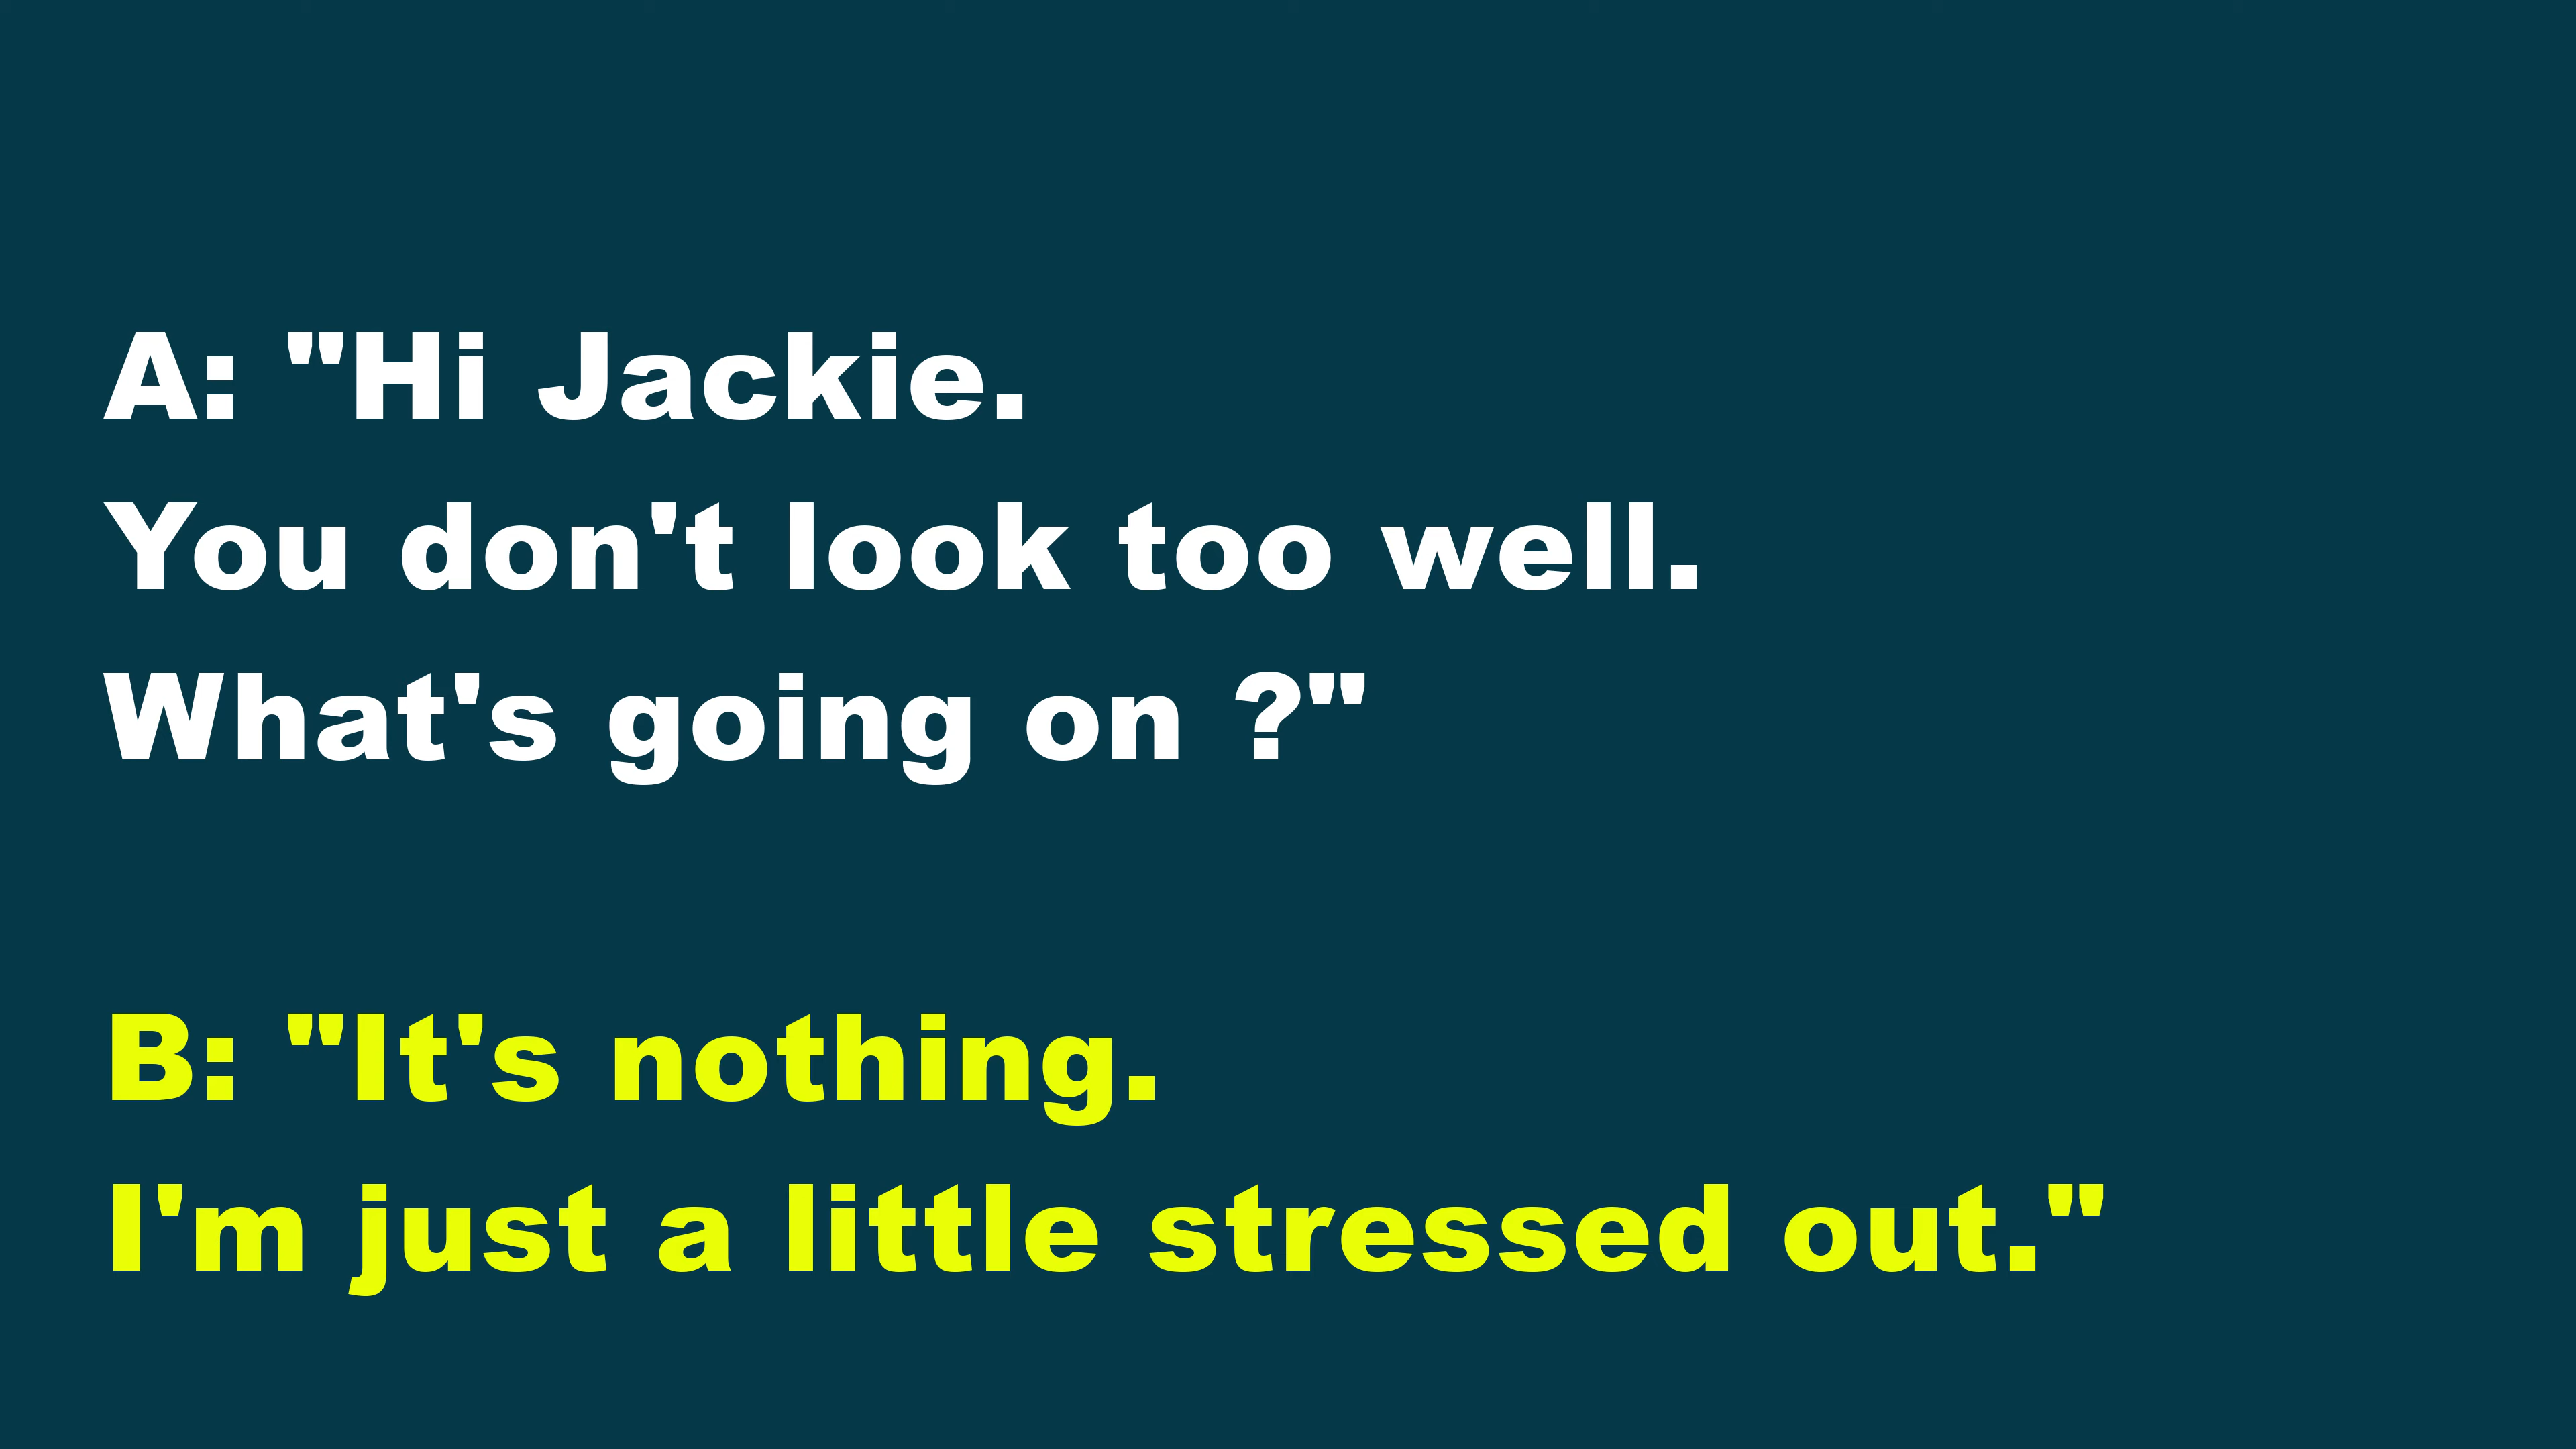 A: "Hi Jackie.
You don't look too well.
What's going on ?"
B: "It's nothing.
I'm just a little stressed out."